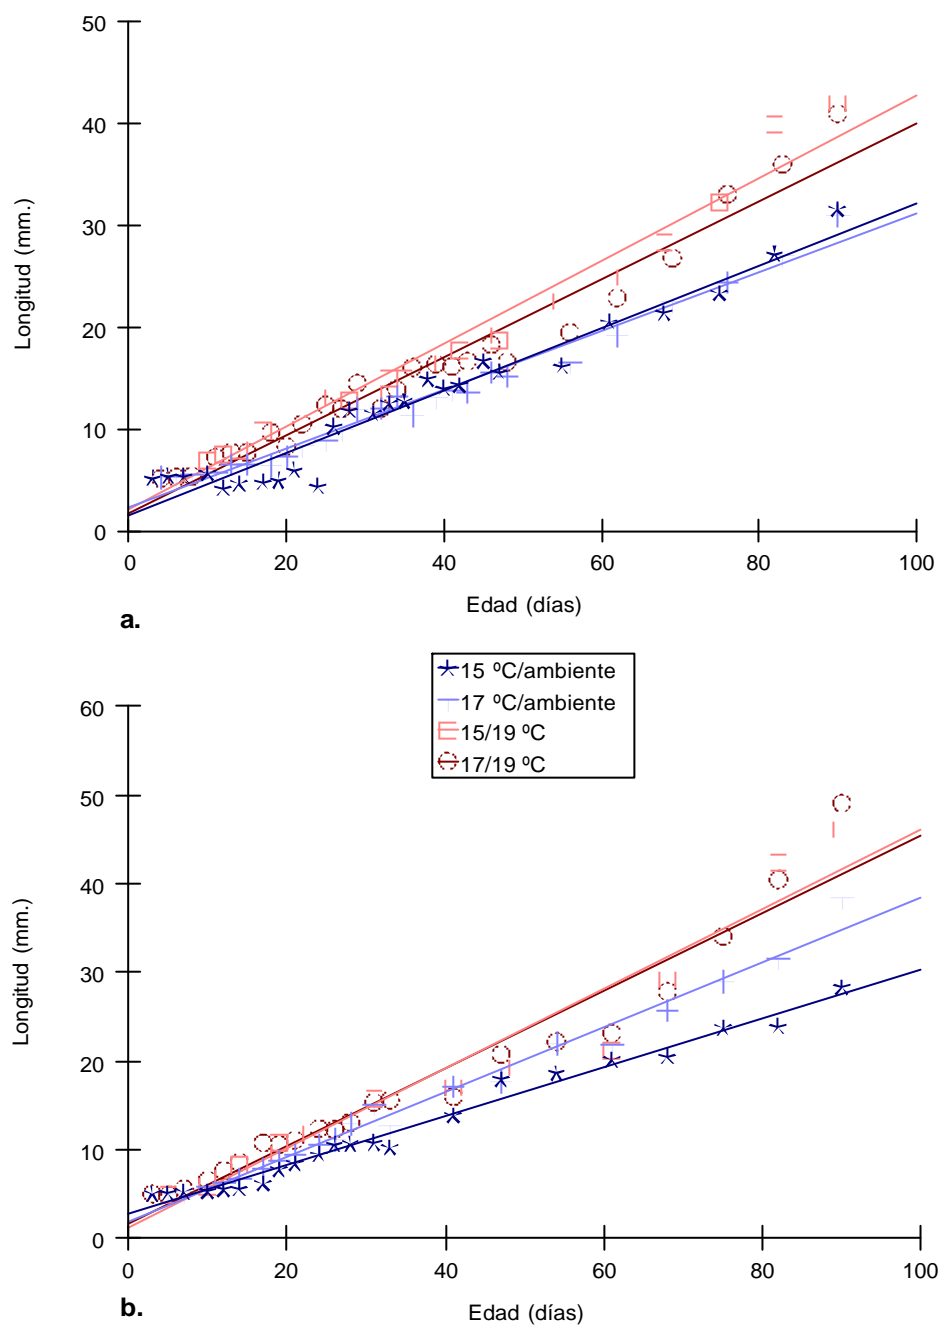 50
40
30
20
10
0
Longitud (mm.)
0 20 40 60 80 100
Edad (días)
a.
15 ºC/ambiente
17 ºC/ambiente
15/19 ºC
17/19 ºC
60
50
40
30
20
10
0
Longitud (mm.)
0 20 40 60 80 100
Edad (días)
b.